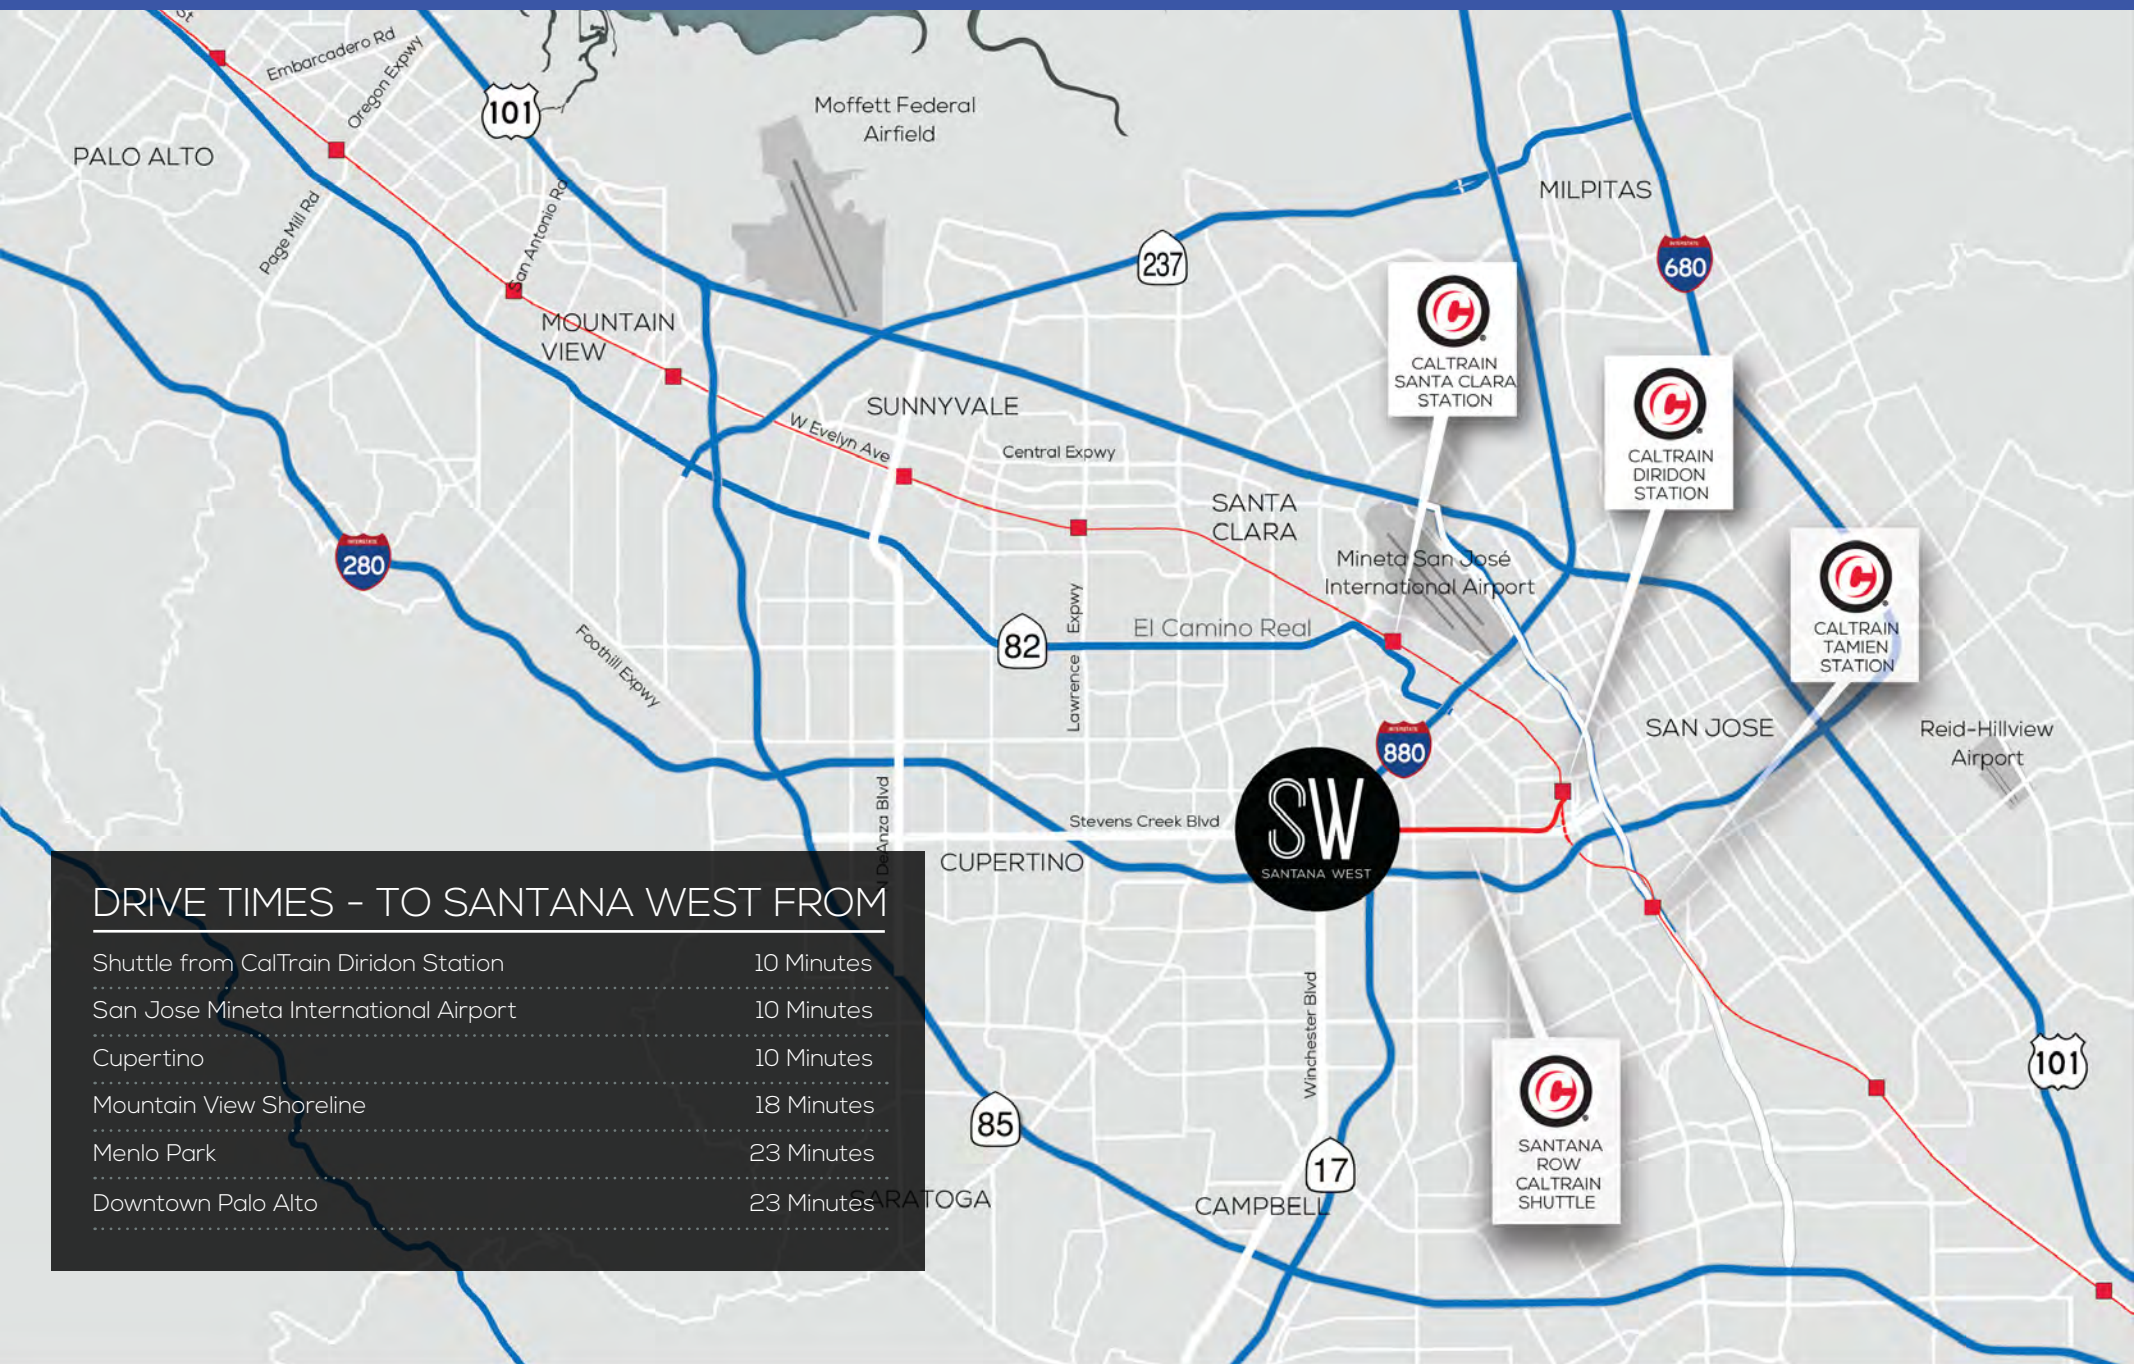 St
Embarcadero Rd
Oregon Expwy
101
Moffett Federal
Airfield
PALO ALTO
Page Mill Rd
San Antonio Rd
MILPITAS
237
INTERSTATE
680
MOUNTAIN
VIEW
CALTRAIN
SANTA CLARA
STATION
SUNNYVALE
W Evelyn Ave
Central Expwy
CALTRAIN
DIRIDON
STATION
SANTA
CLARA
INTERSTATE
280
Mineta San José
International Airport
CALTRAIN
TAMIEN
STATION
Foothill Expwy
82
Lawrence Expwy
El Camino Real
SAN JOSE
Reid-Hillview
Airport
INTERSTATE
880
SW
SANTANA WEST
N DeAnza Blvd
Stevens Creek Blvd
CUPERTINO
DRIVE TIMES - TO SANTANA WEST FROM
Shuttle from CalTrain Diridon Station 10 Minutes
San Jose Mineta International Airport 10 Minutes
Cupertino 10 Minutes
Mountain View Shoreline 18 Minutes
Menlo Park 23 Minutes
Downtown Palo Alto 23 Minutes
Winchester Blvd
101
85
17
SARATOGA
CAMPBELL
SANTANA
ROW
CALTRAIN
SHUTTLE